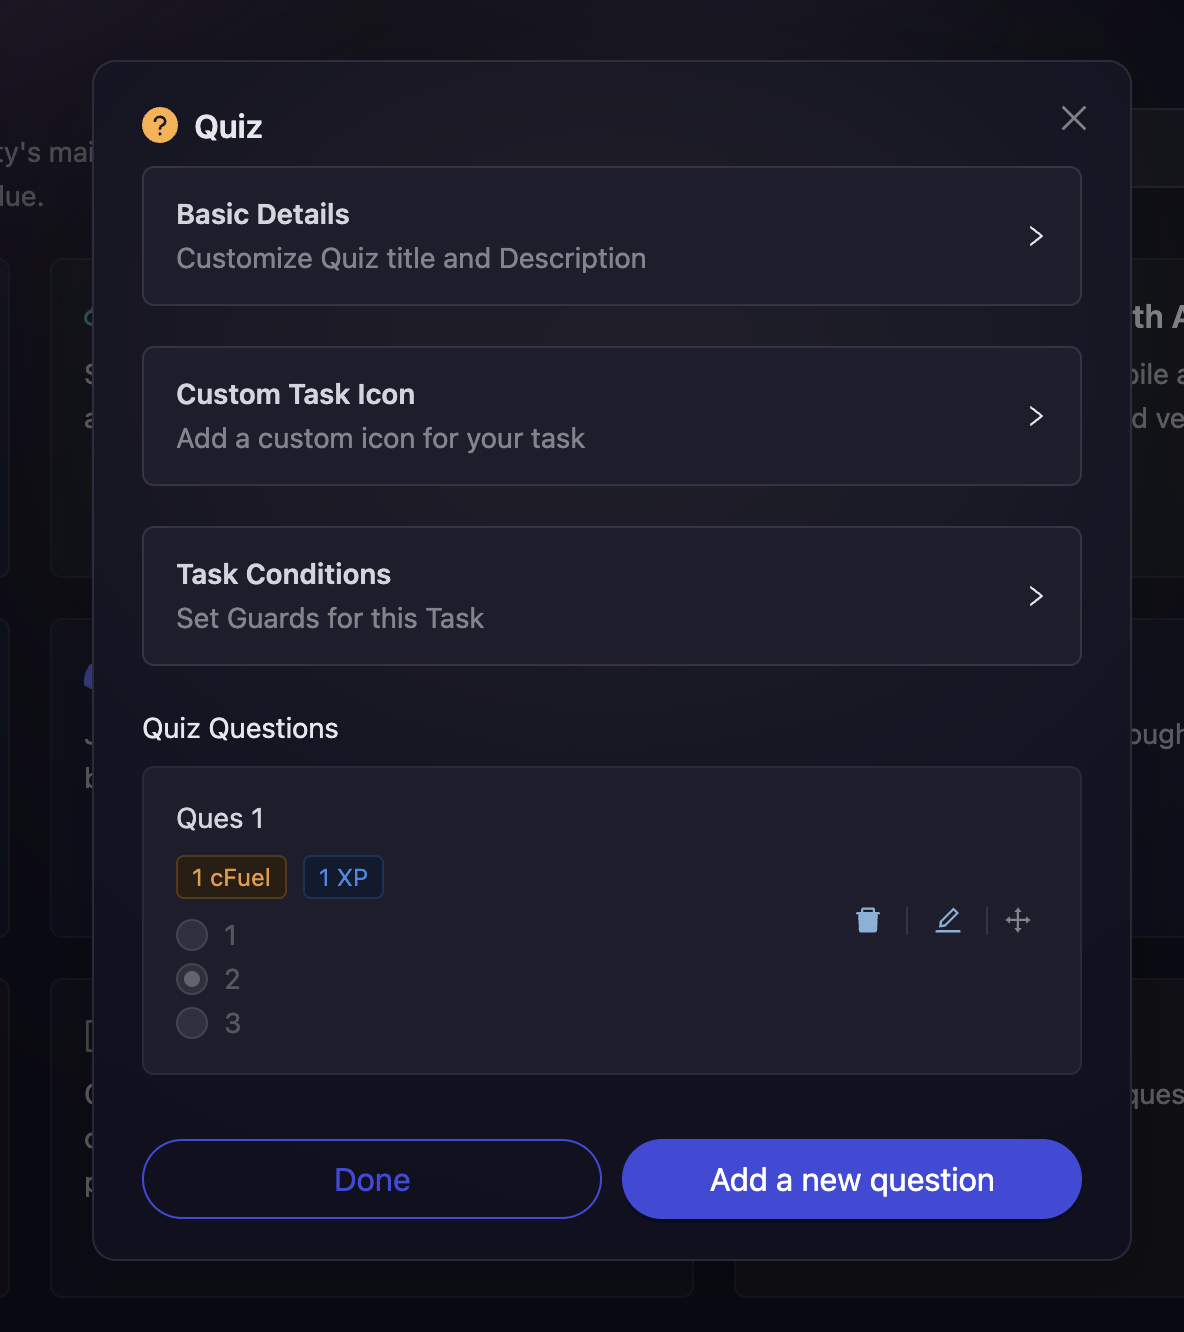 Quiz
Basic Details
Customize Quiz title and Description
Custom Task Icon
Add a custom icon for your task
Task Conditions
Set Guards for this Task
Quiz Questions
Ques 1
1 cFuel
1 XP
1
2
3
Done
Add a new question